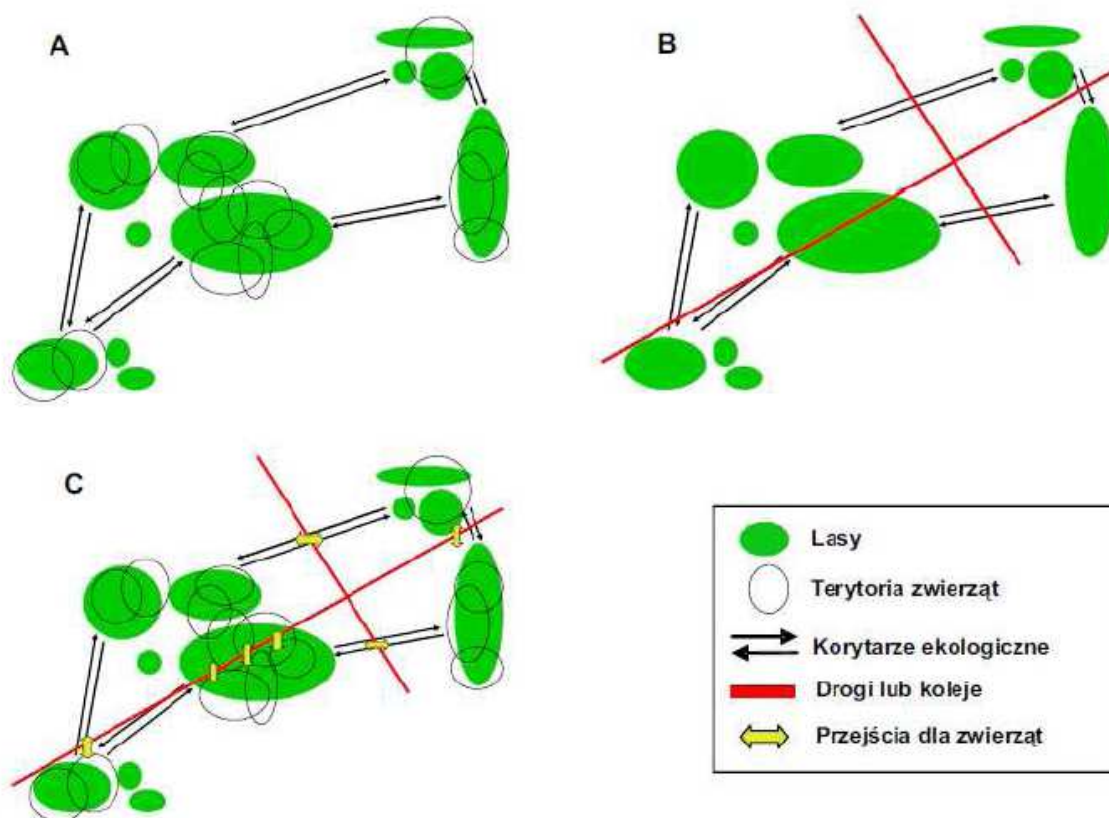 A
B
C
Lasy
Terytoria zwierząt
Korytarze ekologiczne
Drogi lub koleje
Przejścia dla zwierząt